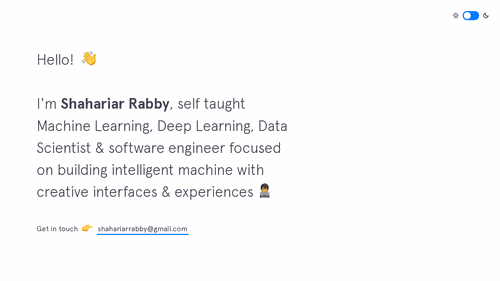 Hello! 👋
I'm Shahariar Rabby, self taught
Machine Learning, Deep Learning, Data
Scientist & software engineer focused
on building intelligent machine with
creative interfaces & experiences 👨‍💻
Get in touch 👉 shahariarrabby@gmail.com